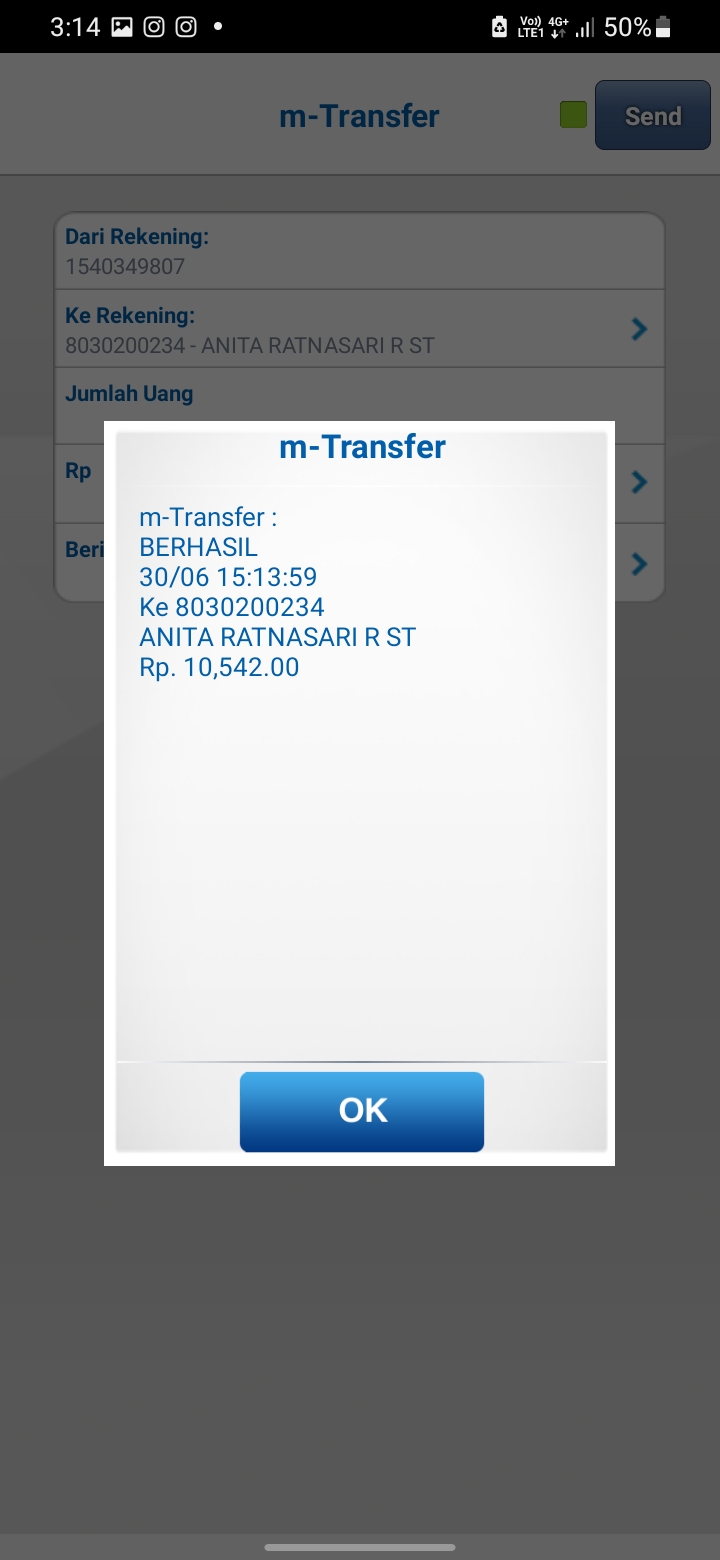 3:14
Vo)) LTE1 4G+ 50%
m-Transfer
Send
Dari Rekening:
1540349807
Ke Rekening:
8030200234 - ANITA RATNASARI R ST
Jumlah Uang
Rp
Beri
m-Transfer
m-Transfer :
BERHASIL
30/06 15:13:59
Ke 8030200234
ANITA RATNASARI R ST
Rp. 10,542.00
OK